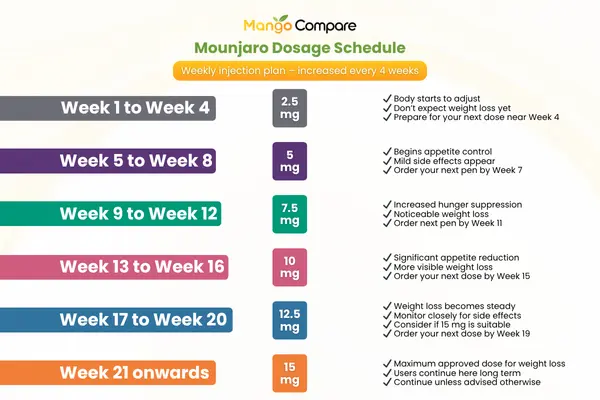 Mango Compare
Mounjaro Dosage Schedule
Weekly injection plan – increased every 4 weeks
Week 1 to Week 4
2.5
mg
Body starts to adjust
Don't expect weight loss yet
Prepare for your next dose near Week 4
Week 5 to Week 8
5
mg
Begins appetite control
Mild side effects appear
Order your next pen by Week 7
Week 9 to Week 12
7.5
mg
Increased hunger suppression
Noticeable weight loss
Order next pen by Week 11
Week 13 to Week 16
10
mg
Significant appetite reduction
More visible weight loss
Order your next dose by Week 15
Week 17 to Week 20
12.5
mg
Weight loss becomes steady
Monitor closely for side effects
Consider if 15 mg is suitable
Order your next dose by Week 19
Week 21 onwards
15
mg
Maximum approved dose for weight loss
Users continue here long term
Continue unless advised otherwise